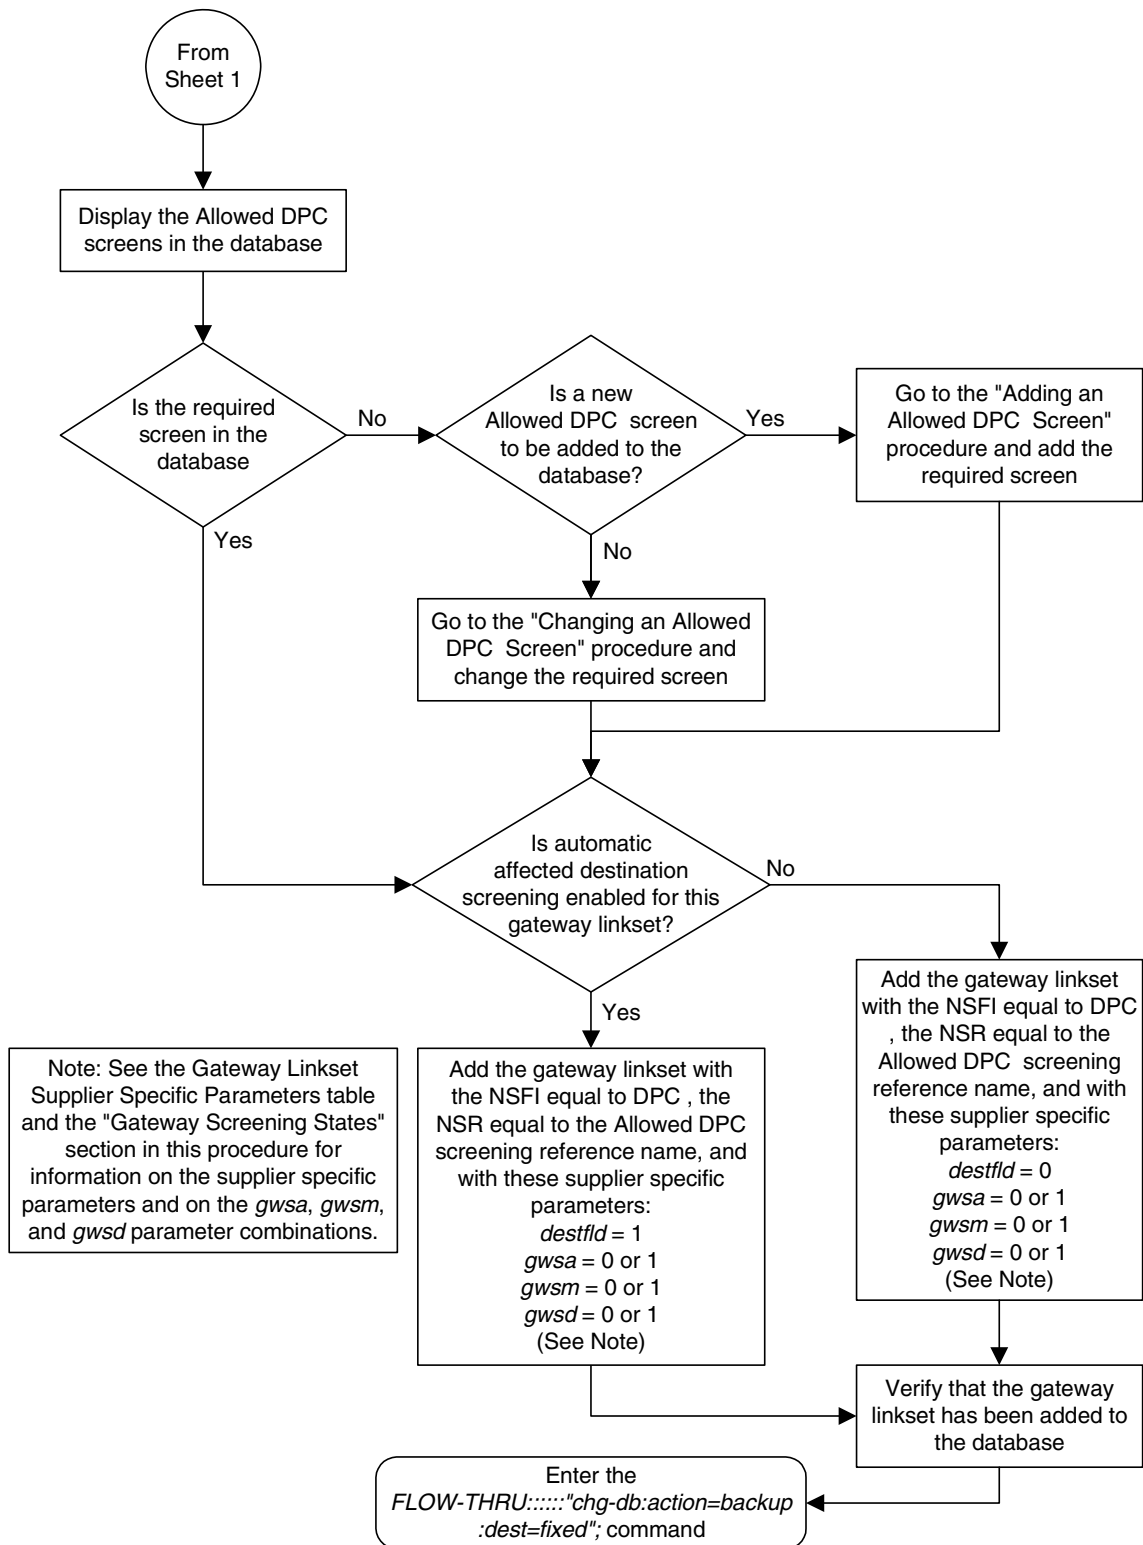 From
Sheet 1
Display the Allowed DPC
screens in the database
Is the required
screen in the
database
No
Yes
Is a new
Allowed DPC screen
to be added to the
database?
Yes
No
Go to the "Adding an
Allowed DPC Screen"
procedure and add the
required screen
Go to the "Changing an Allowed
DPC Screen" procedure and
change the required screen
Is automatic
affected destination
screening enabled for this
gateway linkset?
No
Yes
Note: See the Gateway Linkset
Supplier Specific Parameters table
and the "Gateway Screening States"
section in this procedure for
information on the supplier specific
parameters and on the gwsa, gwsm,
and gwsd parameter combinations.
Add the gateway linkset with
the NSFI equal to DPC , the
NSR equal to the Allowed DPC
screening reference name, and
with these supplier specific
parameters:
destfld = 1
gwsa = 0 or 1
gwsm = 0 or 1
gwsd = 0 or 1
(See Note)
Add the gateway linkset
with the NSFI equal to DPC
, the NSR equal to the
Allowed DPC screening
reference name, and with
these supplier specific
parameters:
destfld = 0
gwsa = 0 or 1
gwsm = 0 or 1
gwsd = 0 or 1
(See Note)
Verify that the gateway
linkset has been added to
the database
Enter the
FLOW-THRU::::::"chg-db:action=backup
:dest=fixed"; command